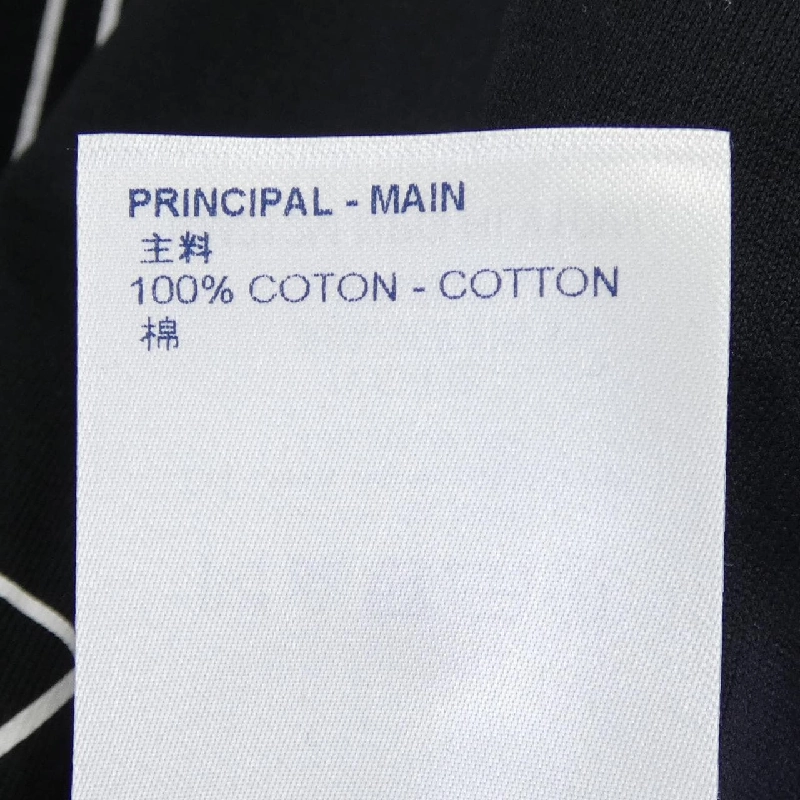 PRINCIPAL - MAIN
主料
100% COTON - COTTON
棉